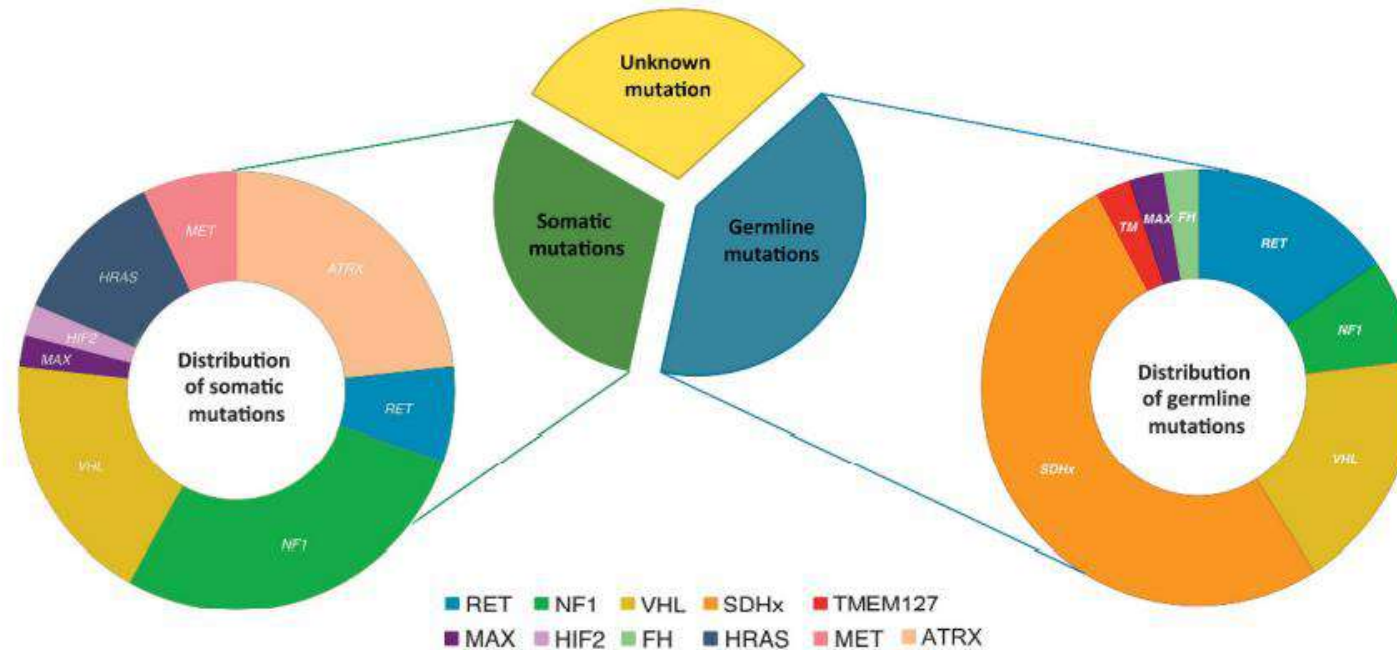 Unknown
mutation
Somatic
mutations
Germline
mutations
MET
ATRX
HRAS
HIF2
MAX
RET
VHL
NF1
Distribution
of somatic
mutations
TM
MAX
FH
RET
NF1
VHL
SDHx
Distribution
of germline
mutations
RET NF1 VHL SDHx TMEM127
MAX HIF2 FH HRAS MET ATRX